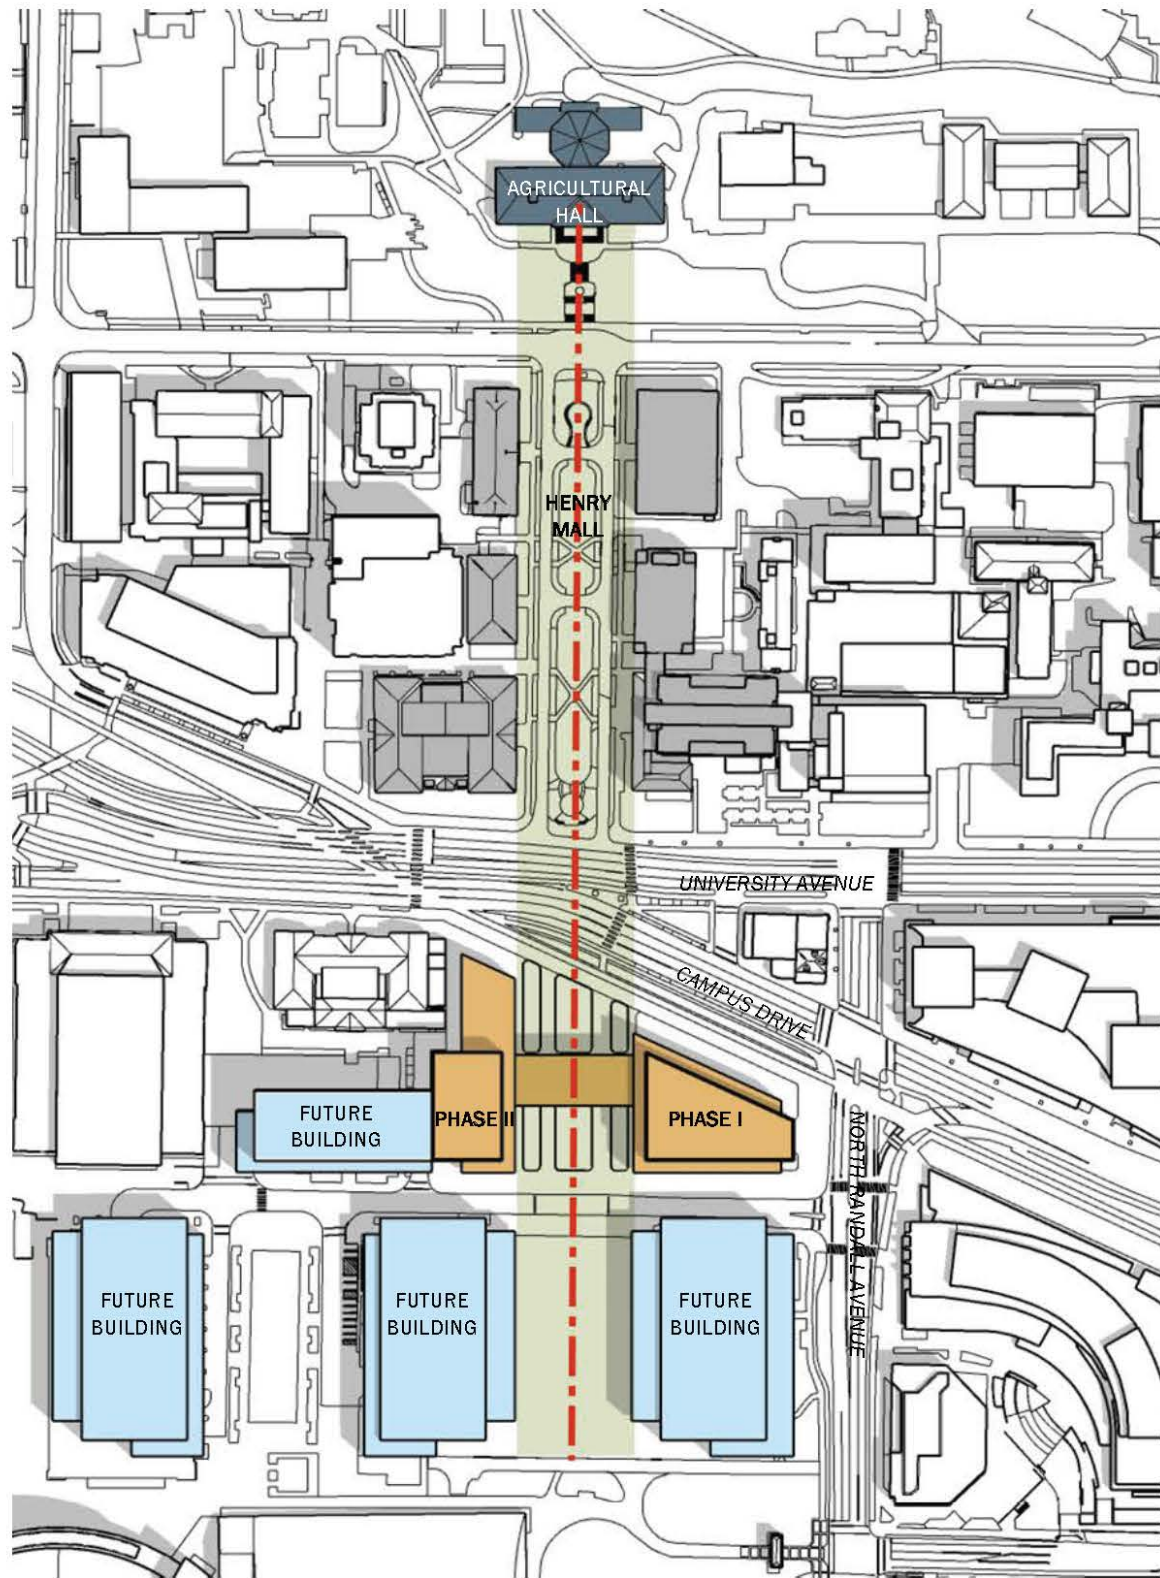 AGRICULTURAL
HALL
HENRY
MALL
UNIVERSITY AVENUE
CAMPUS DRIVE
FUTURE
BUILDING
PHASE II
PHASE I
NORTH RANDALL AVENUE
FUTURE
BUILDING
FUTURE
BUILDING
FUTURE
BUILDING